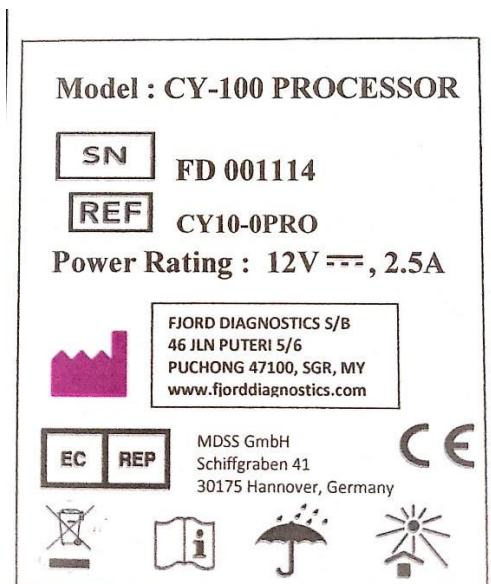 Model : CY-100 PROCESSOR
SN FD 001114
REF CY10-0PRO
Power Rating : 12V ⎓, 2.5A
FJORD DIAGNOSTICS S/B
46 JLN PUTERI 5/6
PUCHONG 47100, SGR, MY
www.fjorddiagnostics.com
EC REP
MDSS GmbH
Schiffgraben 41
30175 Hannover, Germany
CE
i